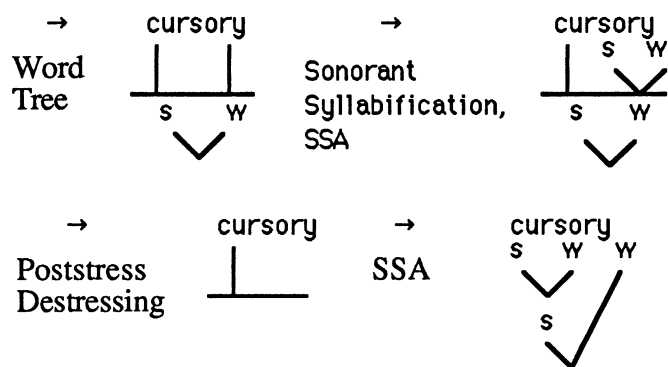 → cursory → cursory
s w
Word
Tree
Sonorant
Syllabification,
SSA
s w
s w
→ cursory → cursory
s w w
Poststress
Destressing
SSA
s